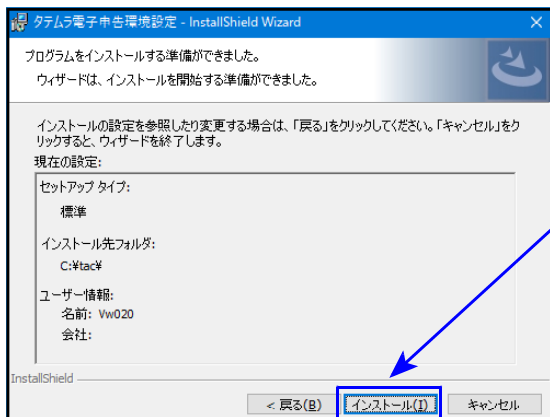 タテムラ電子申告環境設定 - InstallShield Wizard
プログラムをインストールする準備ができました。
ウィザードは、インストールを開始する準備ができました。
インストールの設定を参照したり変更する場合は、「戻る」をクリックしてください。「キャンセル」をク
リックすると、ウィザードを終了します。
現在の設定:
セットアップ タイプ:
標準
インストール先フォルダ:
C:¥tac¥
ユーザー情報:
名前: Vw020
会社:
InstallShield
< 戻る(B) インストール(I) キャンセル